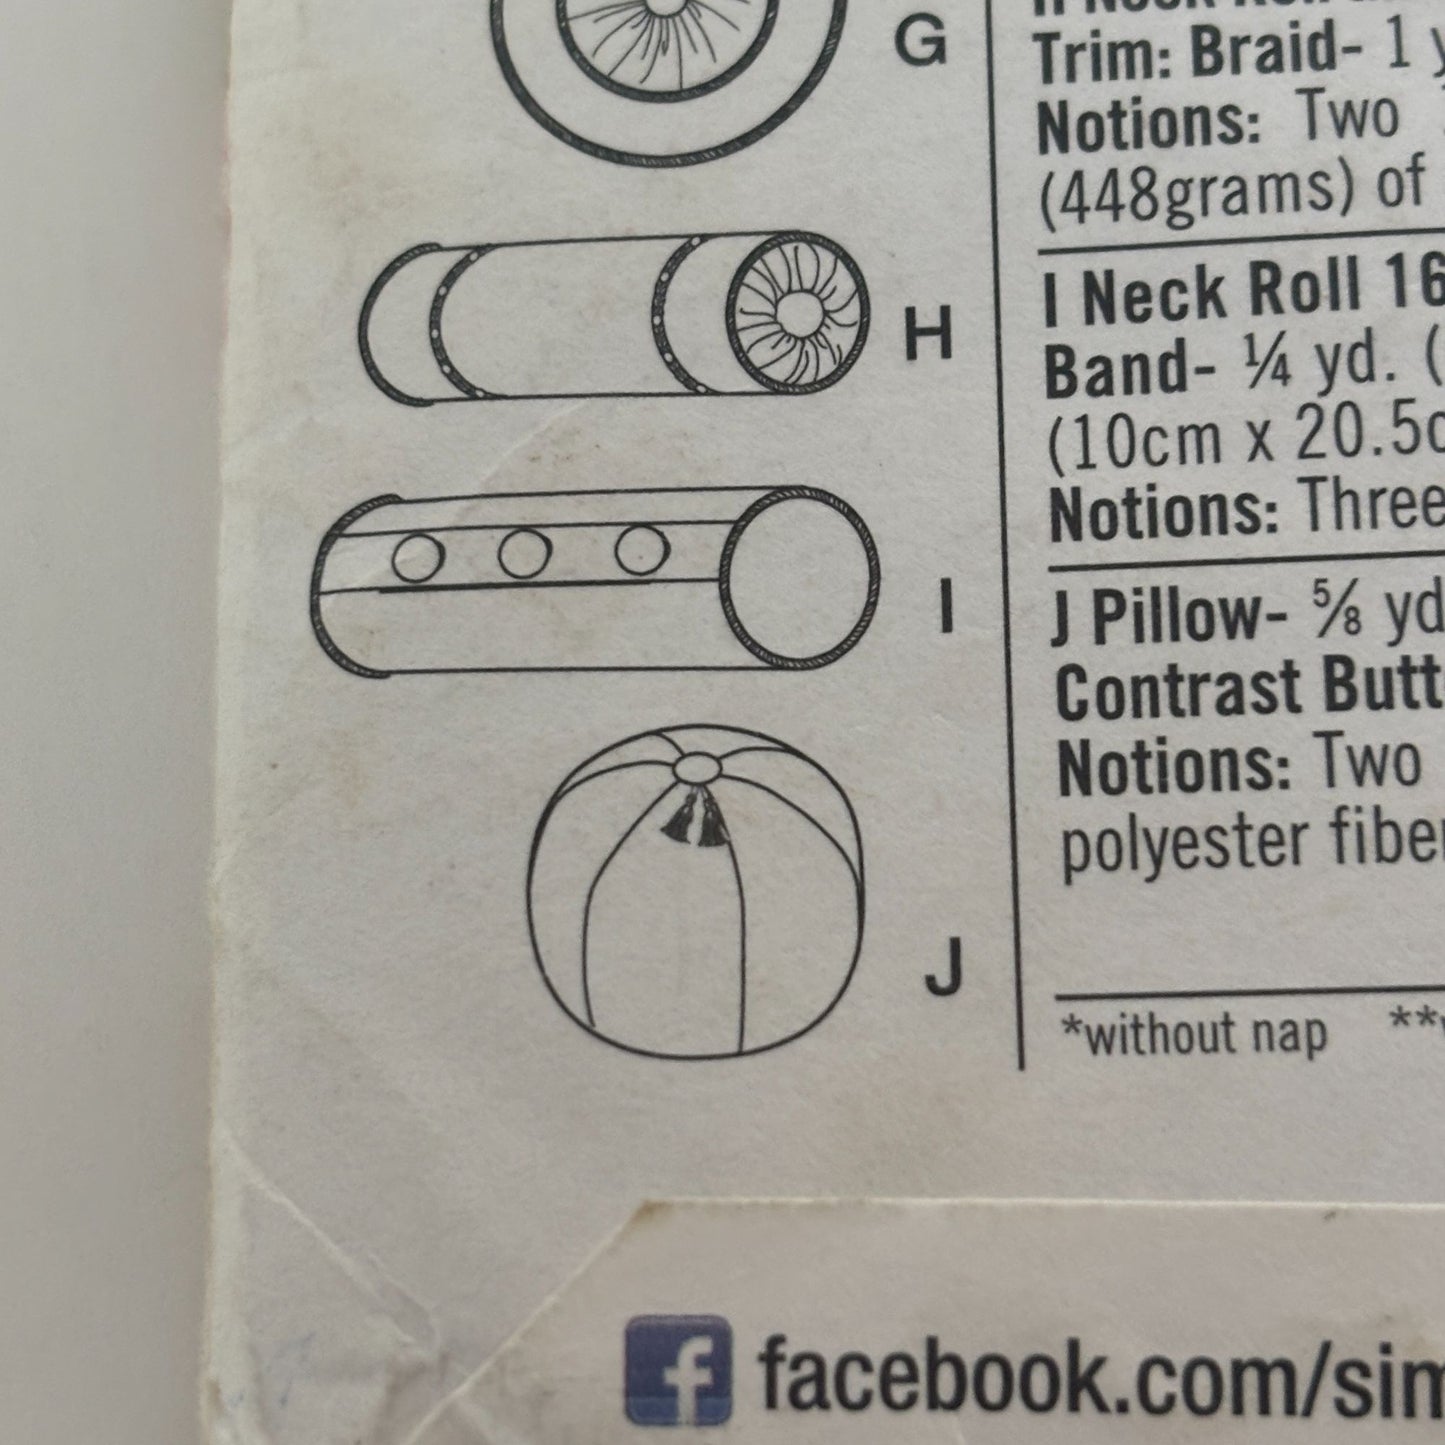 G
H
I
J
Trim: Braid- 1
Notions: Two
(448grams) of
I Neck Roll 16
Band- ¼ yd. (
(10cm x 20.5c
Notions: Three
J Pillow- ⅝ yd
Contrast Butt
Notions: Two
polyester fiber
*without nap **
f facebook.com/sim